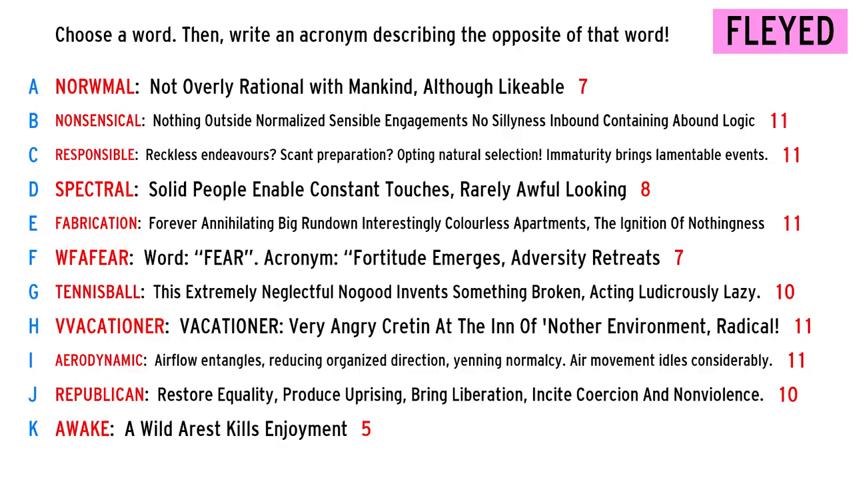 Choose a word. Then, write an acronym describing the opposite of that word!
FLEYED
A NORWMAL: Not Overly Rational with Mankind, Although Likeable 7
B NONSENSICAL: Nothing Outside Normalized Sensible Engagements No Sillyness Inbound Containing Abound Logic 11
C RESPONSIBLE: Reckless endeavours? Scant preparation? Opting natural selection! Immaturity brings lamentable events. 11
D SPECTRAL: Solid People Enable Constant Touches, Rarely Awful Looking 8
E FABRICATION: Forever Annihilating Big Rundown Interestingly Colourless Apartments, The Ignition Of Nothingness 11
F WFAFEAR: Word: “FEAR”. Acronym: “Fortitude Emerges, Adversity Retreats 7
G TENNISBALL: This Extremely Neglectful Nogood Invents Something Broken, Acting Ludicrously Lazy. 10
H VVACATIONER: VACATIONER: Very Angry Cretin At The Inn Of 'Nother Environment, Radical! 11
I AERODYNAMIC: Airflow entangles, reducing organized direction, yenning normalcy. Air movement idles considerably. 11
J REPUBLICAN: Restore Equality, Produce Uprising, Bring Liberation, Incite Coercion And Nonviolence. 10
K AWAKE: A Wild Arest Kills Enjoyment 5